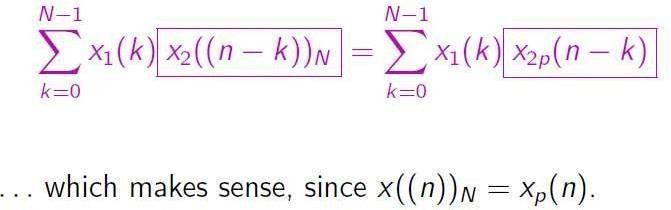 N−1 N−1
∑ x₁(k) x₂((n − k))_N = ∑ x₁(k) x₂ₚ(n − k)
k=0 k=0
... which makes sense, since x((n))_N = xₚ(n).